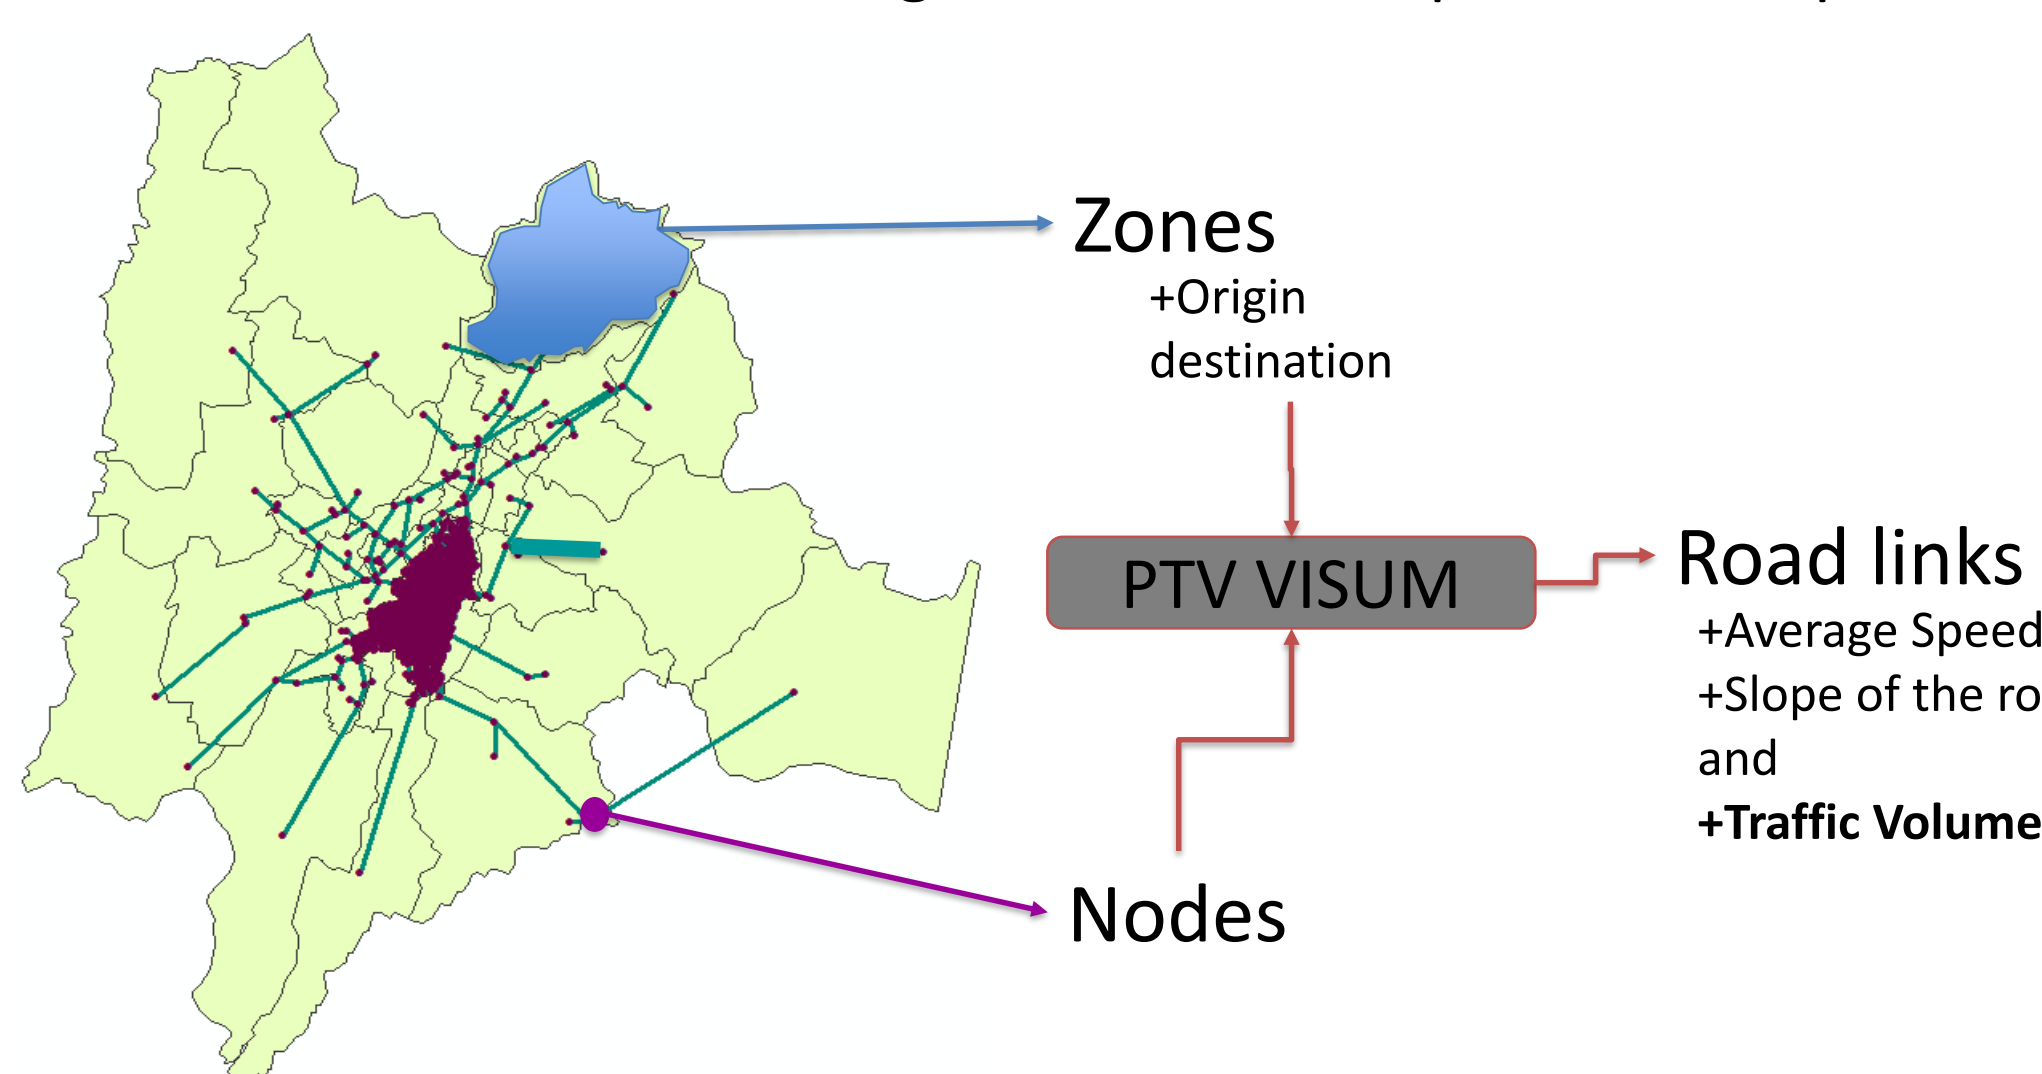 Zones
+Origin
destination
PTV VISUM
Road links
+Average Speed
+Slope of the ro
and
+Traffic Volume
Nodes